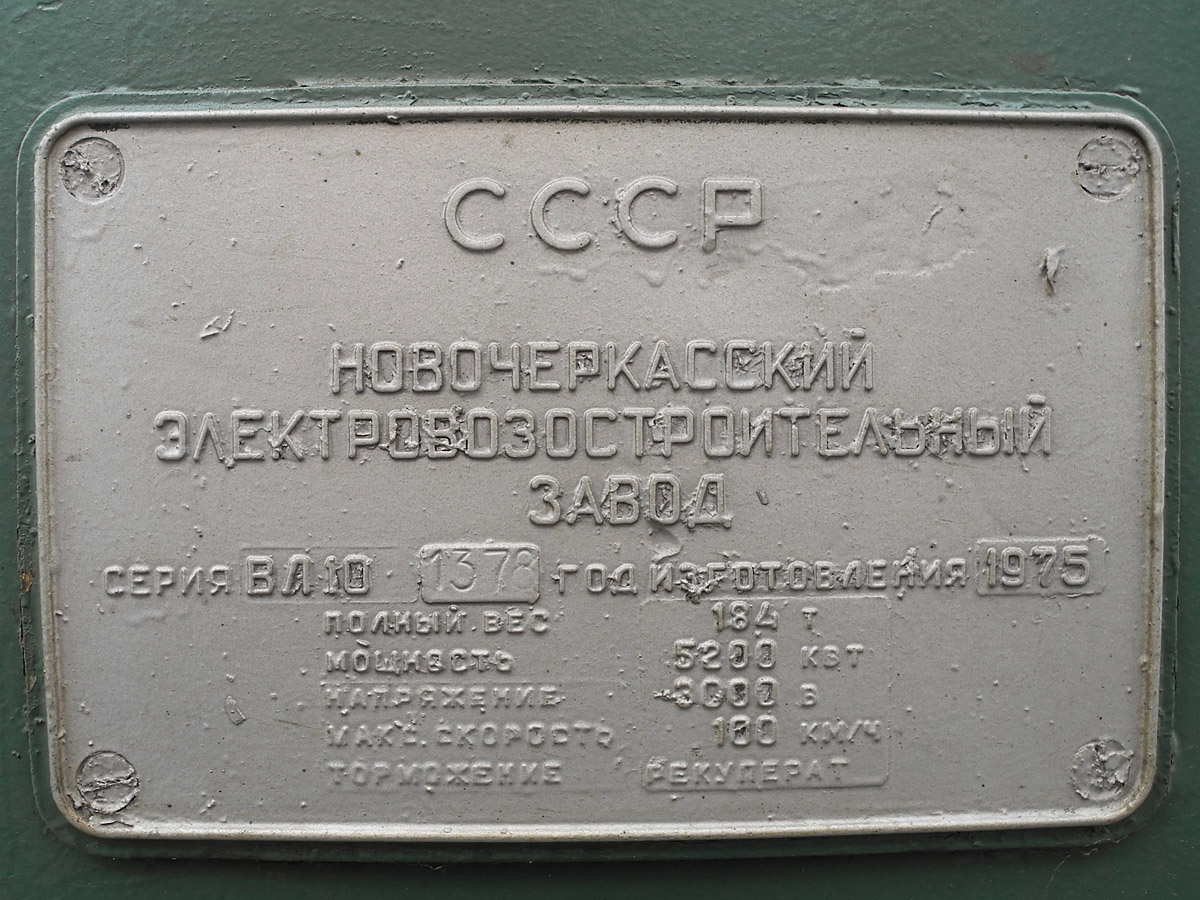 СССР
НОВОЧЕРКАССКИЙ
ЭЛЕКТРОВОЗОСТРОИТЕЛЬНЫЙ
ЗАВОД
СЕРИЯ ВЛ10 1378 ГОД ИЗГОТОВЛЕНИЯ 1975
ПОЛНЫЙ ВЕС 184 Т
МОЩНОСТЬ 5200 КВТ
НАПРЯЖЕНИЕ 3000 В
МАКС. СКОРОСТЬ 100 КМ/Ч
ТОРМОЖЕНИЕ РЕКУПЕРАТ